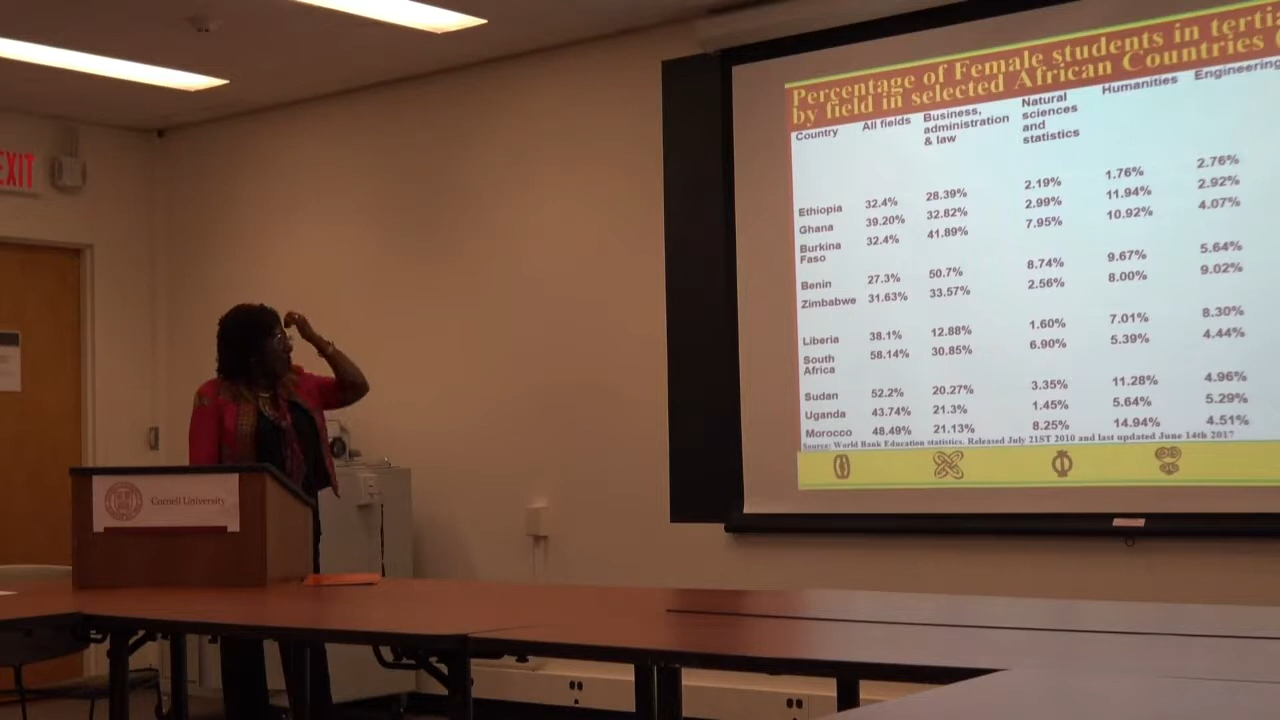 EXIT
Cornell University
Percentage of Female students in
by field in selected African Countries
Country All fields Business, administration & law Natural sciences and statistics Humanities Engineering
Ethiopia 32.4% 28.39% 2.19% 1.76% 2.76%
Ghana 39.20% 32.82% 2.99% 11.94% 2.92%
Burkina Faso 32.4% 41.89% 7.95% 10.92% 4.07%
Benin 27.3% 50.7% 8.74% 9.67% 5.64%
Zimbabwe 31.63% 33.57% 2.56% 8.00% 9.02%
Liberia 38.1% 12.88% 1.60% 7.01% 8.30%
South Africa 58.14% 30.85% 6.90% 5.39% 4.44%
Sudan 52.2% 20.27% 3.35% 11.28% 4.96%
Uganda 43.74% 21.3% 1.45% 5.64% 5.29%
Morocco 48.49% 21.13% 8.25% 14.94% 4.51%
Source: World Bank Education statistics. Released July 21ST 2010 and last updated June 14th 2017